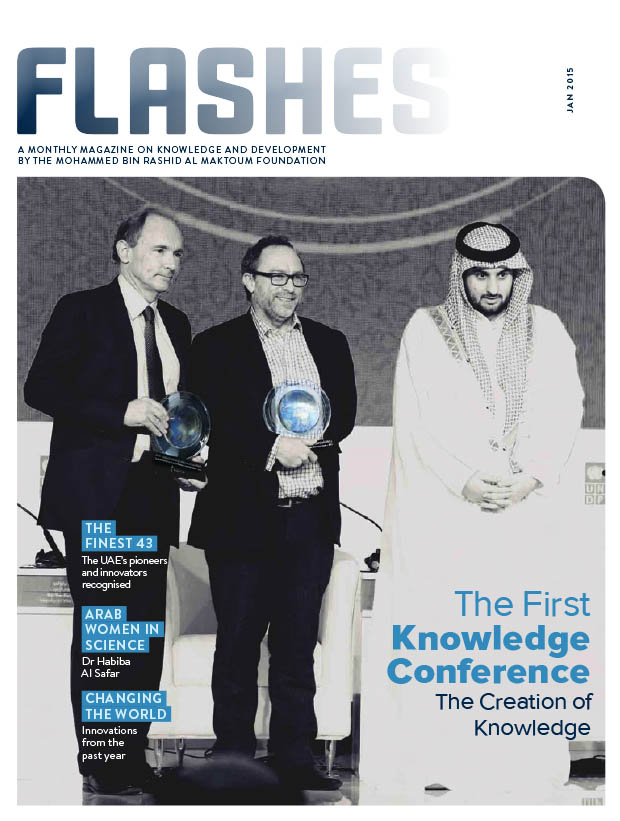 FLASHES
JAN 2015
A MONTHLY MAGAZINE ON KNOWLEDGE AND DEVELOPMENT
BY THE MOHAMMED BIN RASHID AL MAKTOUM FOUNDATION
THE
FINEST 43
The UAE's pioneers
and innovators
recognised
ARAB
WOMEN IN
SCIENCE
Dr Habiba
Al Safar
CHANGING
THE WORLD
Innovations
from the
past year
The First
Knowledge
Conference
The Creation of
Knowledge
UN
DP